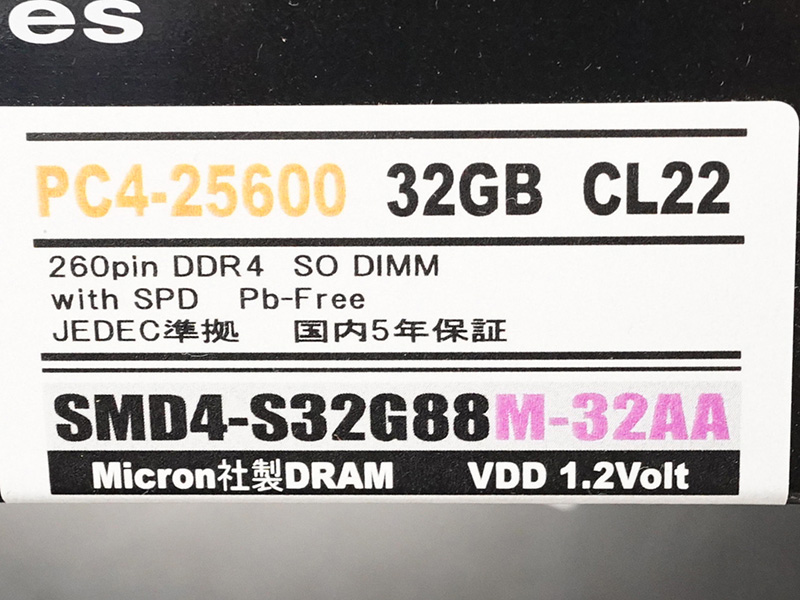 es
PC4-25600 32GB CL22
260pin DDR4 SO DIMM
with SPD Pb-Free
JEDEC準拠 国内5年保証
SMD4-S32G88M-32AA
Micron社製DRAM VDD 1.2Volt